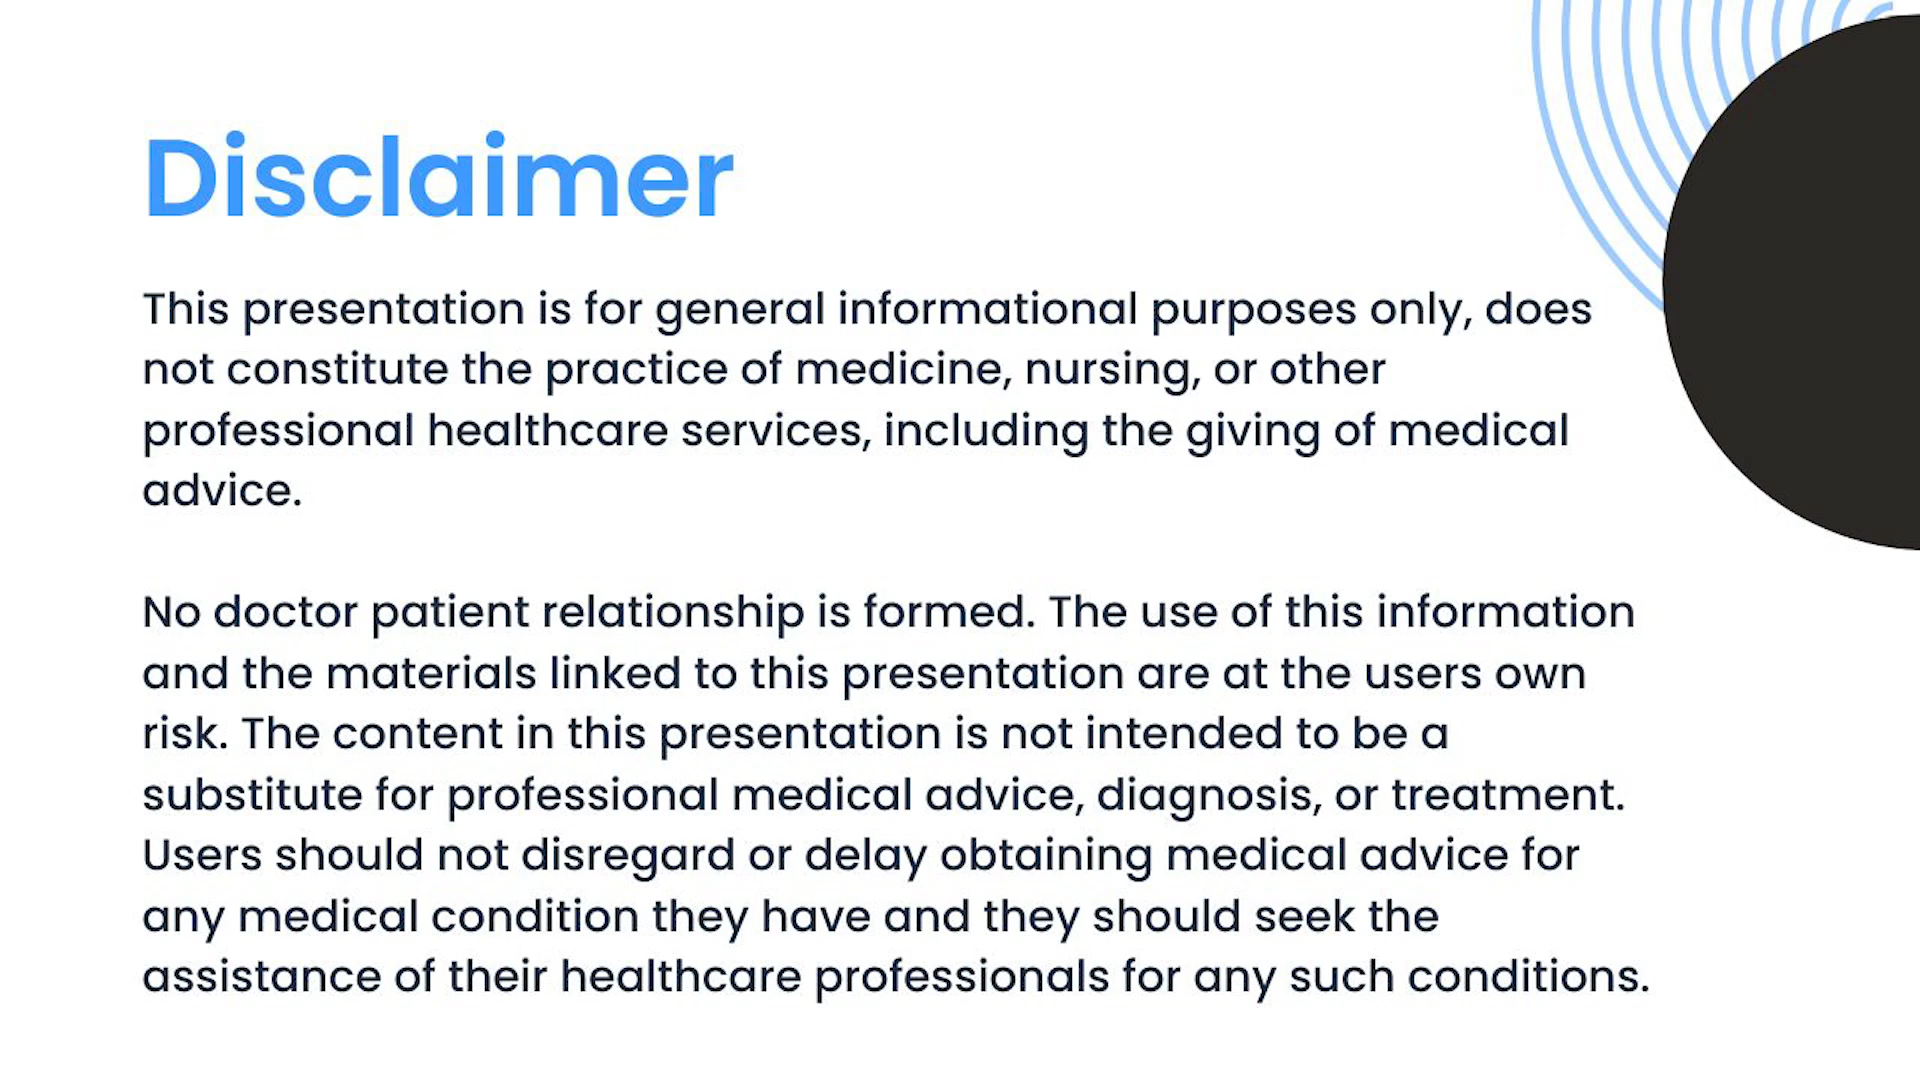 Disclaimer
This presentation is for general informational purposes only, does
not constitute the practice of medicine, nursing, or other
professional healthcare services, including the giving of medical
advice.
No doctor patient relationship is formed. The use of this information
and the materials linked to this presentation are at the users own
risk. The content in this presentation is not intended to be a
substitute for professional medical advice, diagnosis, or treatment.
Users should not disregard or delay obtaining medical advice for
any medical condition they have and they should seek the
assistance of their healthcare professionals for any such conditions.